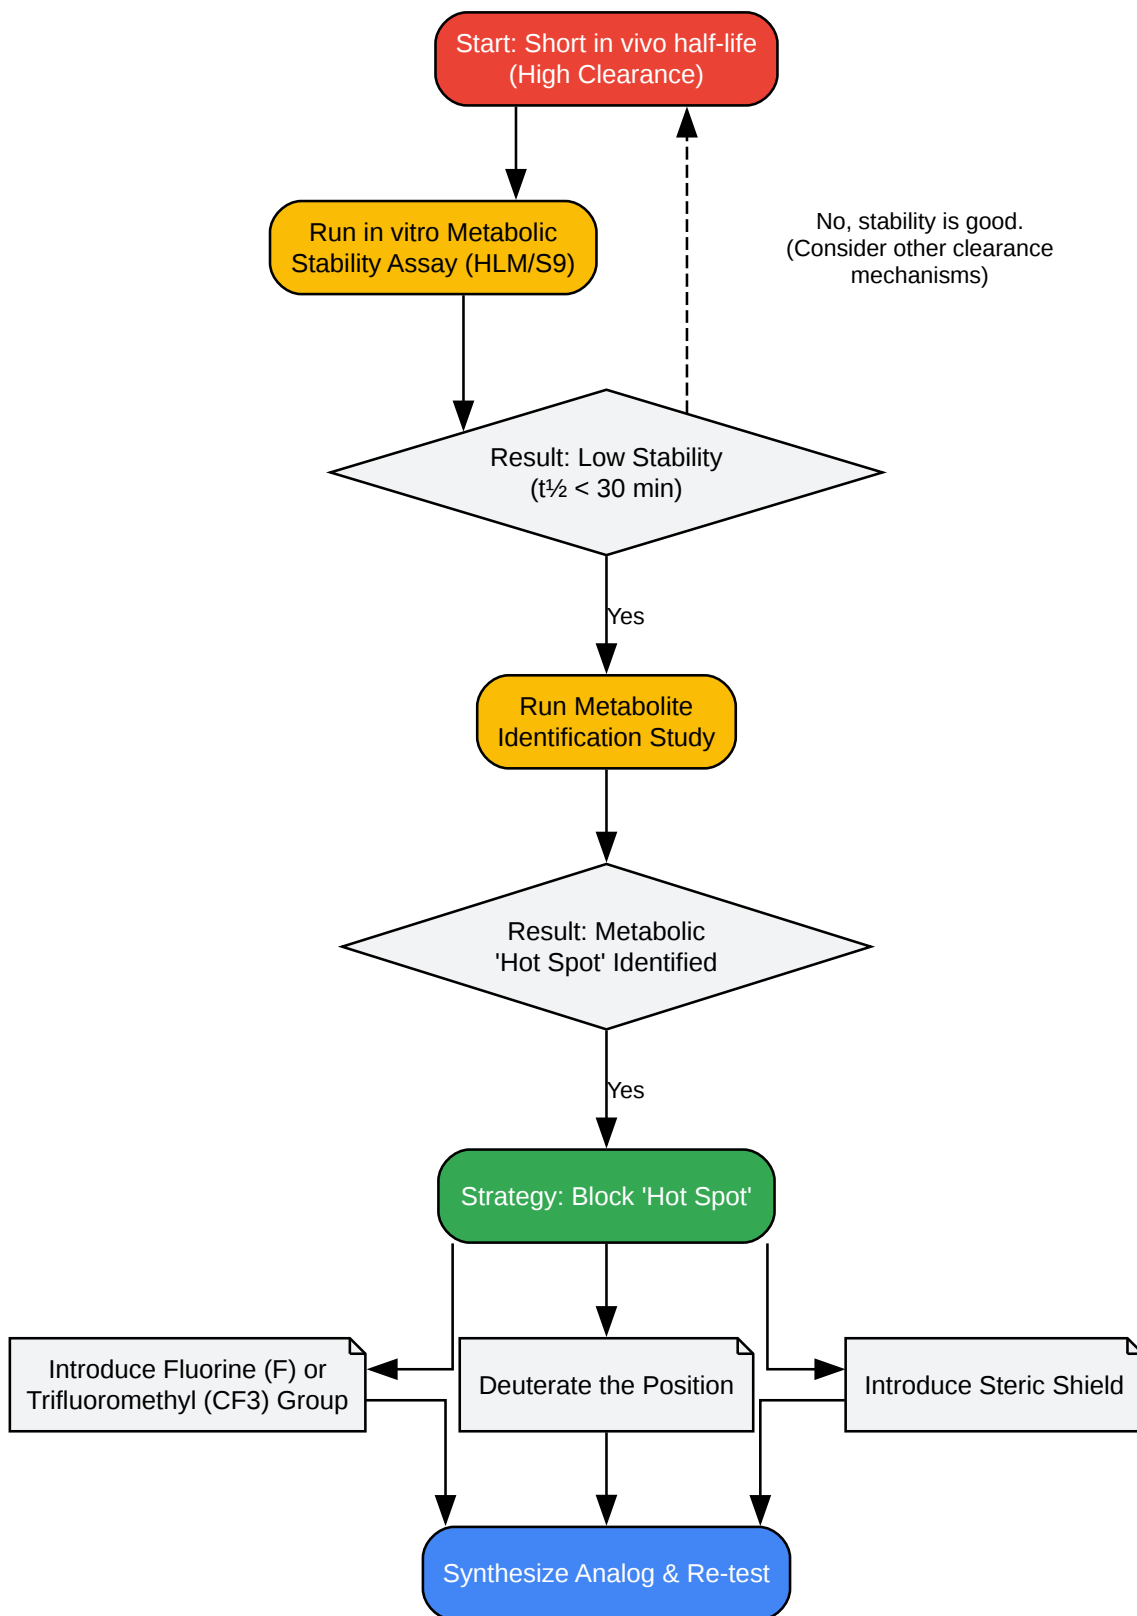 Start: Short in vivo half-life
(High Clearance)
Run in vitro Metabolic
Stability Assay (HLM/S9)
No, stability is good.
(Consider other clearance
mechanisms)
Result: Low Stability
(t½ < 30 min)
Yes
Run Metabolite
Identification Study
Result: Metabolic
'Hot Spot' Identified
Yes
Strategy: Block 'Hot Spot'
Introduce Fluorine (F) or
Trifluoromethyl (CF3) Group
Deuterate the Position
Introduce Steric Shield
Synthesize Analog & Re-test